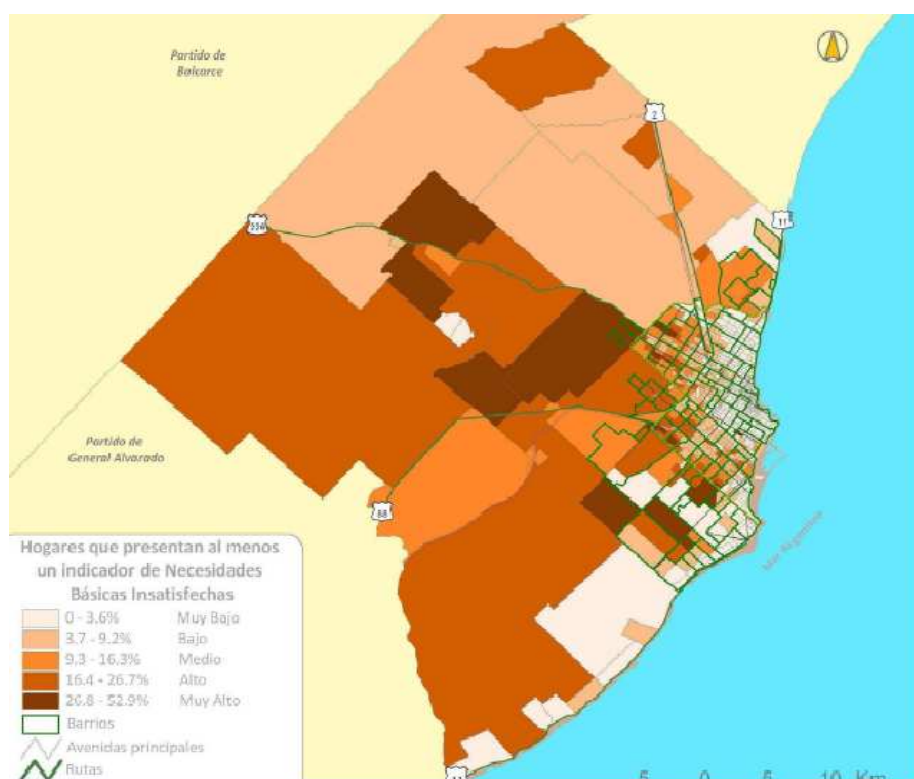 Partido de
Balcarce
2
11
226
Partido de
General Alvarado
88
Mar Argentino
Hogares que presentan al menos
un indicador de Necesidades
Básicas Insatisfechas
0 - 3.6% Muy Bajo
3.7 - 9.2% Bajo
9.3 - 16.3% Medio
16.4 - 26.7% Alto
26.8 - 52.9% Muy Alto
Barrios
Avenidas principales
Rutas
11
5 0 5 10 Km